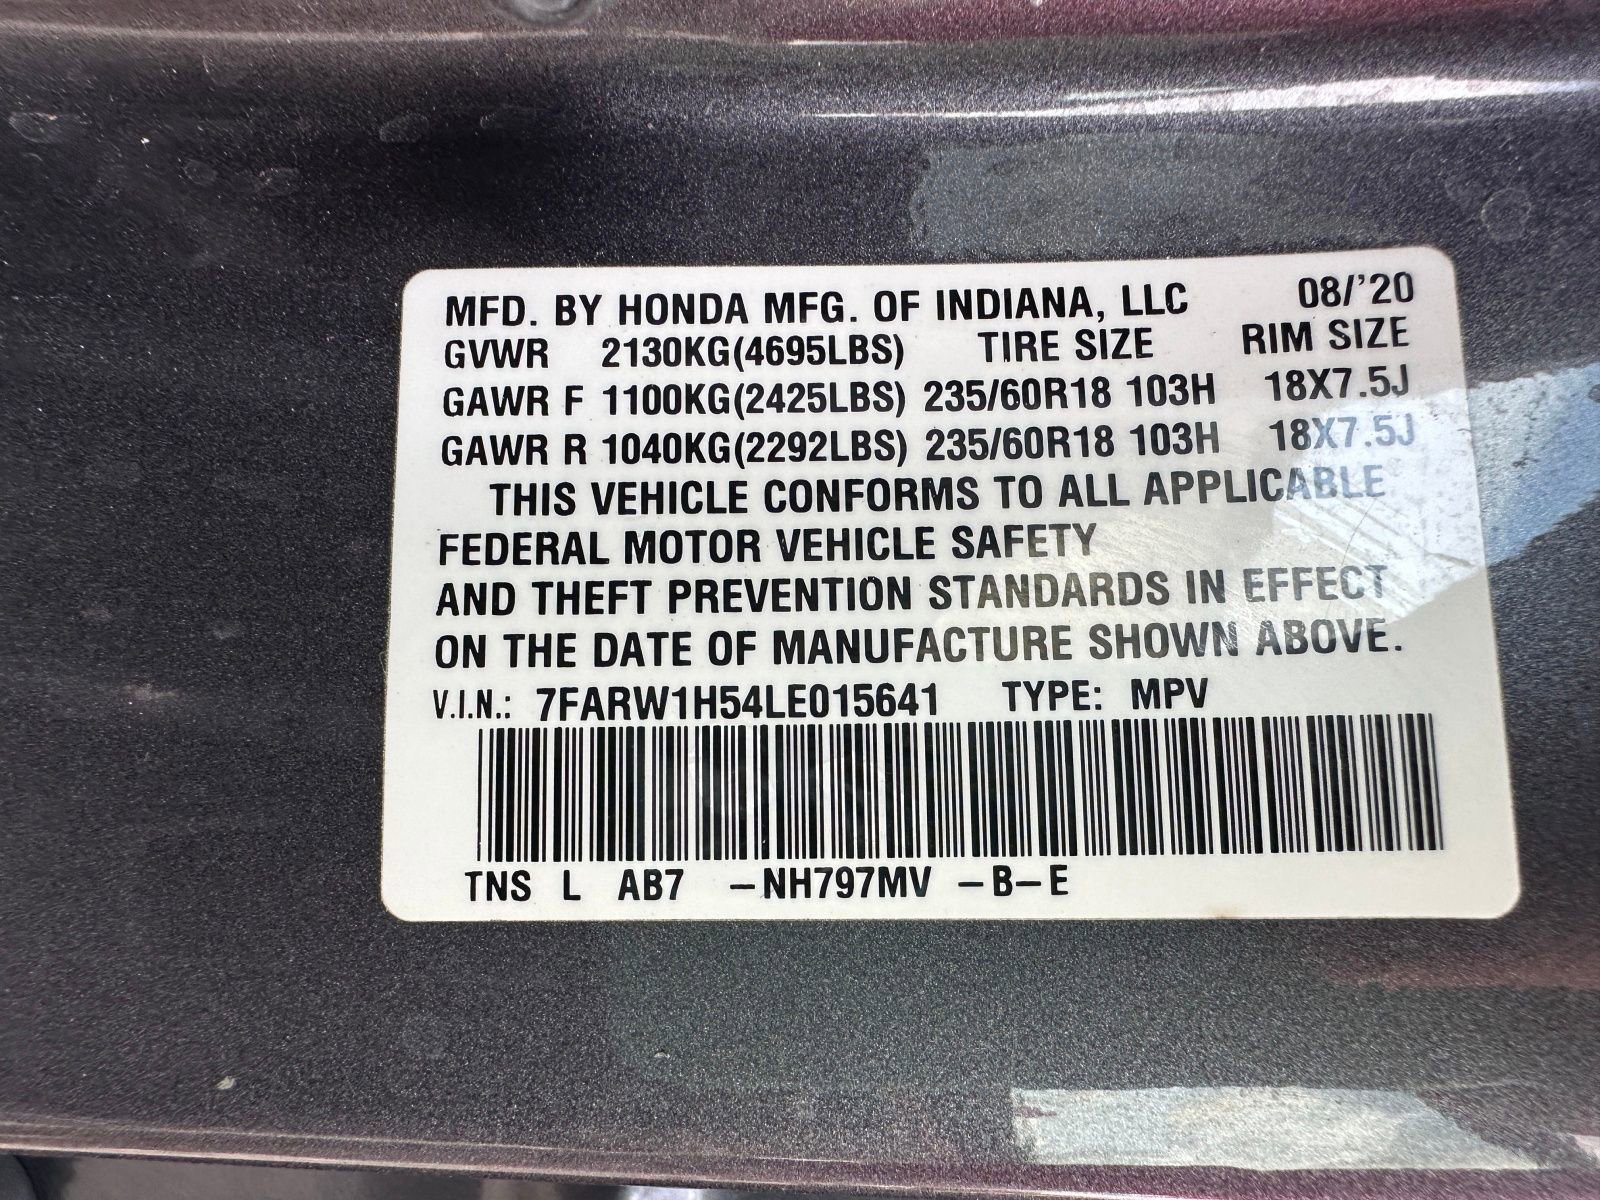 MFD. BY HONDA MFG. OF INDIANA, LLC 08/'20
GVWR 2130KG(4695LBS) TIRE SIZE RIM SIZE
GAWR F 1100KG(2425LBS) 235/60R18 103H 18X7.5J
GAWR R 1040KG(2292LBS) 235/60R18 103H 18X7.5J
THIS VEHICLE CONFORMS TO ALL APPLICABLE
FEDERAL MOTOR VEHICLE SAFETY
AND THEFT PREVENTION STANDARDS IN EFFECT
ON THE DATE OF MANUFACTURE SHOWN ABOVE.
V.I.N.: 7FARW1H54LE015641 TYPE: MPV
TNS L AB7 –NH797MV –B–E